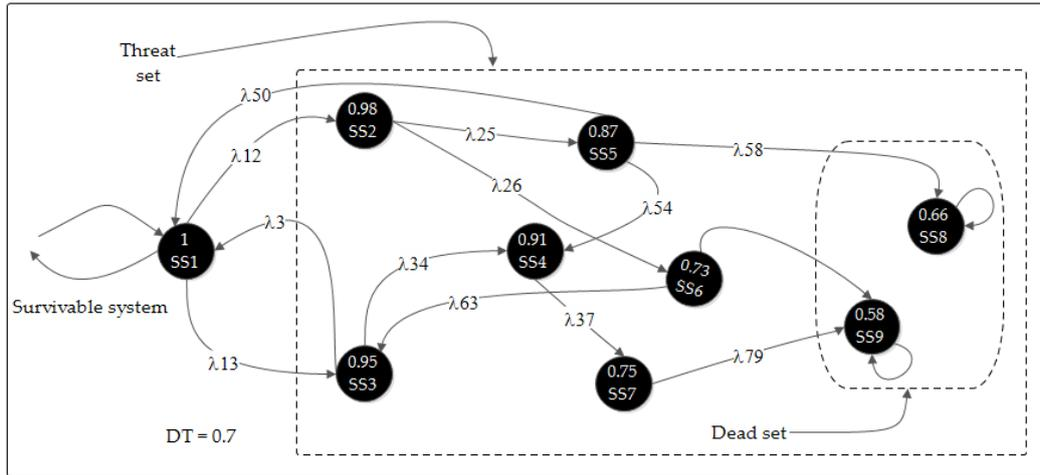 Threat
set
λ50
0.98
SS2
0.87
SS5
λ25
λ58
λ12
λ26
λ54
0.66
SS8
λ3
1
SS1
0.91
SS4
λ34
0.73
SS6
Survivable system
λ63
λ37
0.58
SS9
λ13
0.95
SS3
0.75
SS7
λ79
DT = 0.7
Dead set